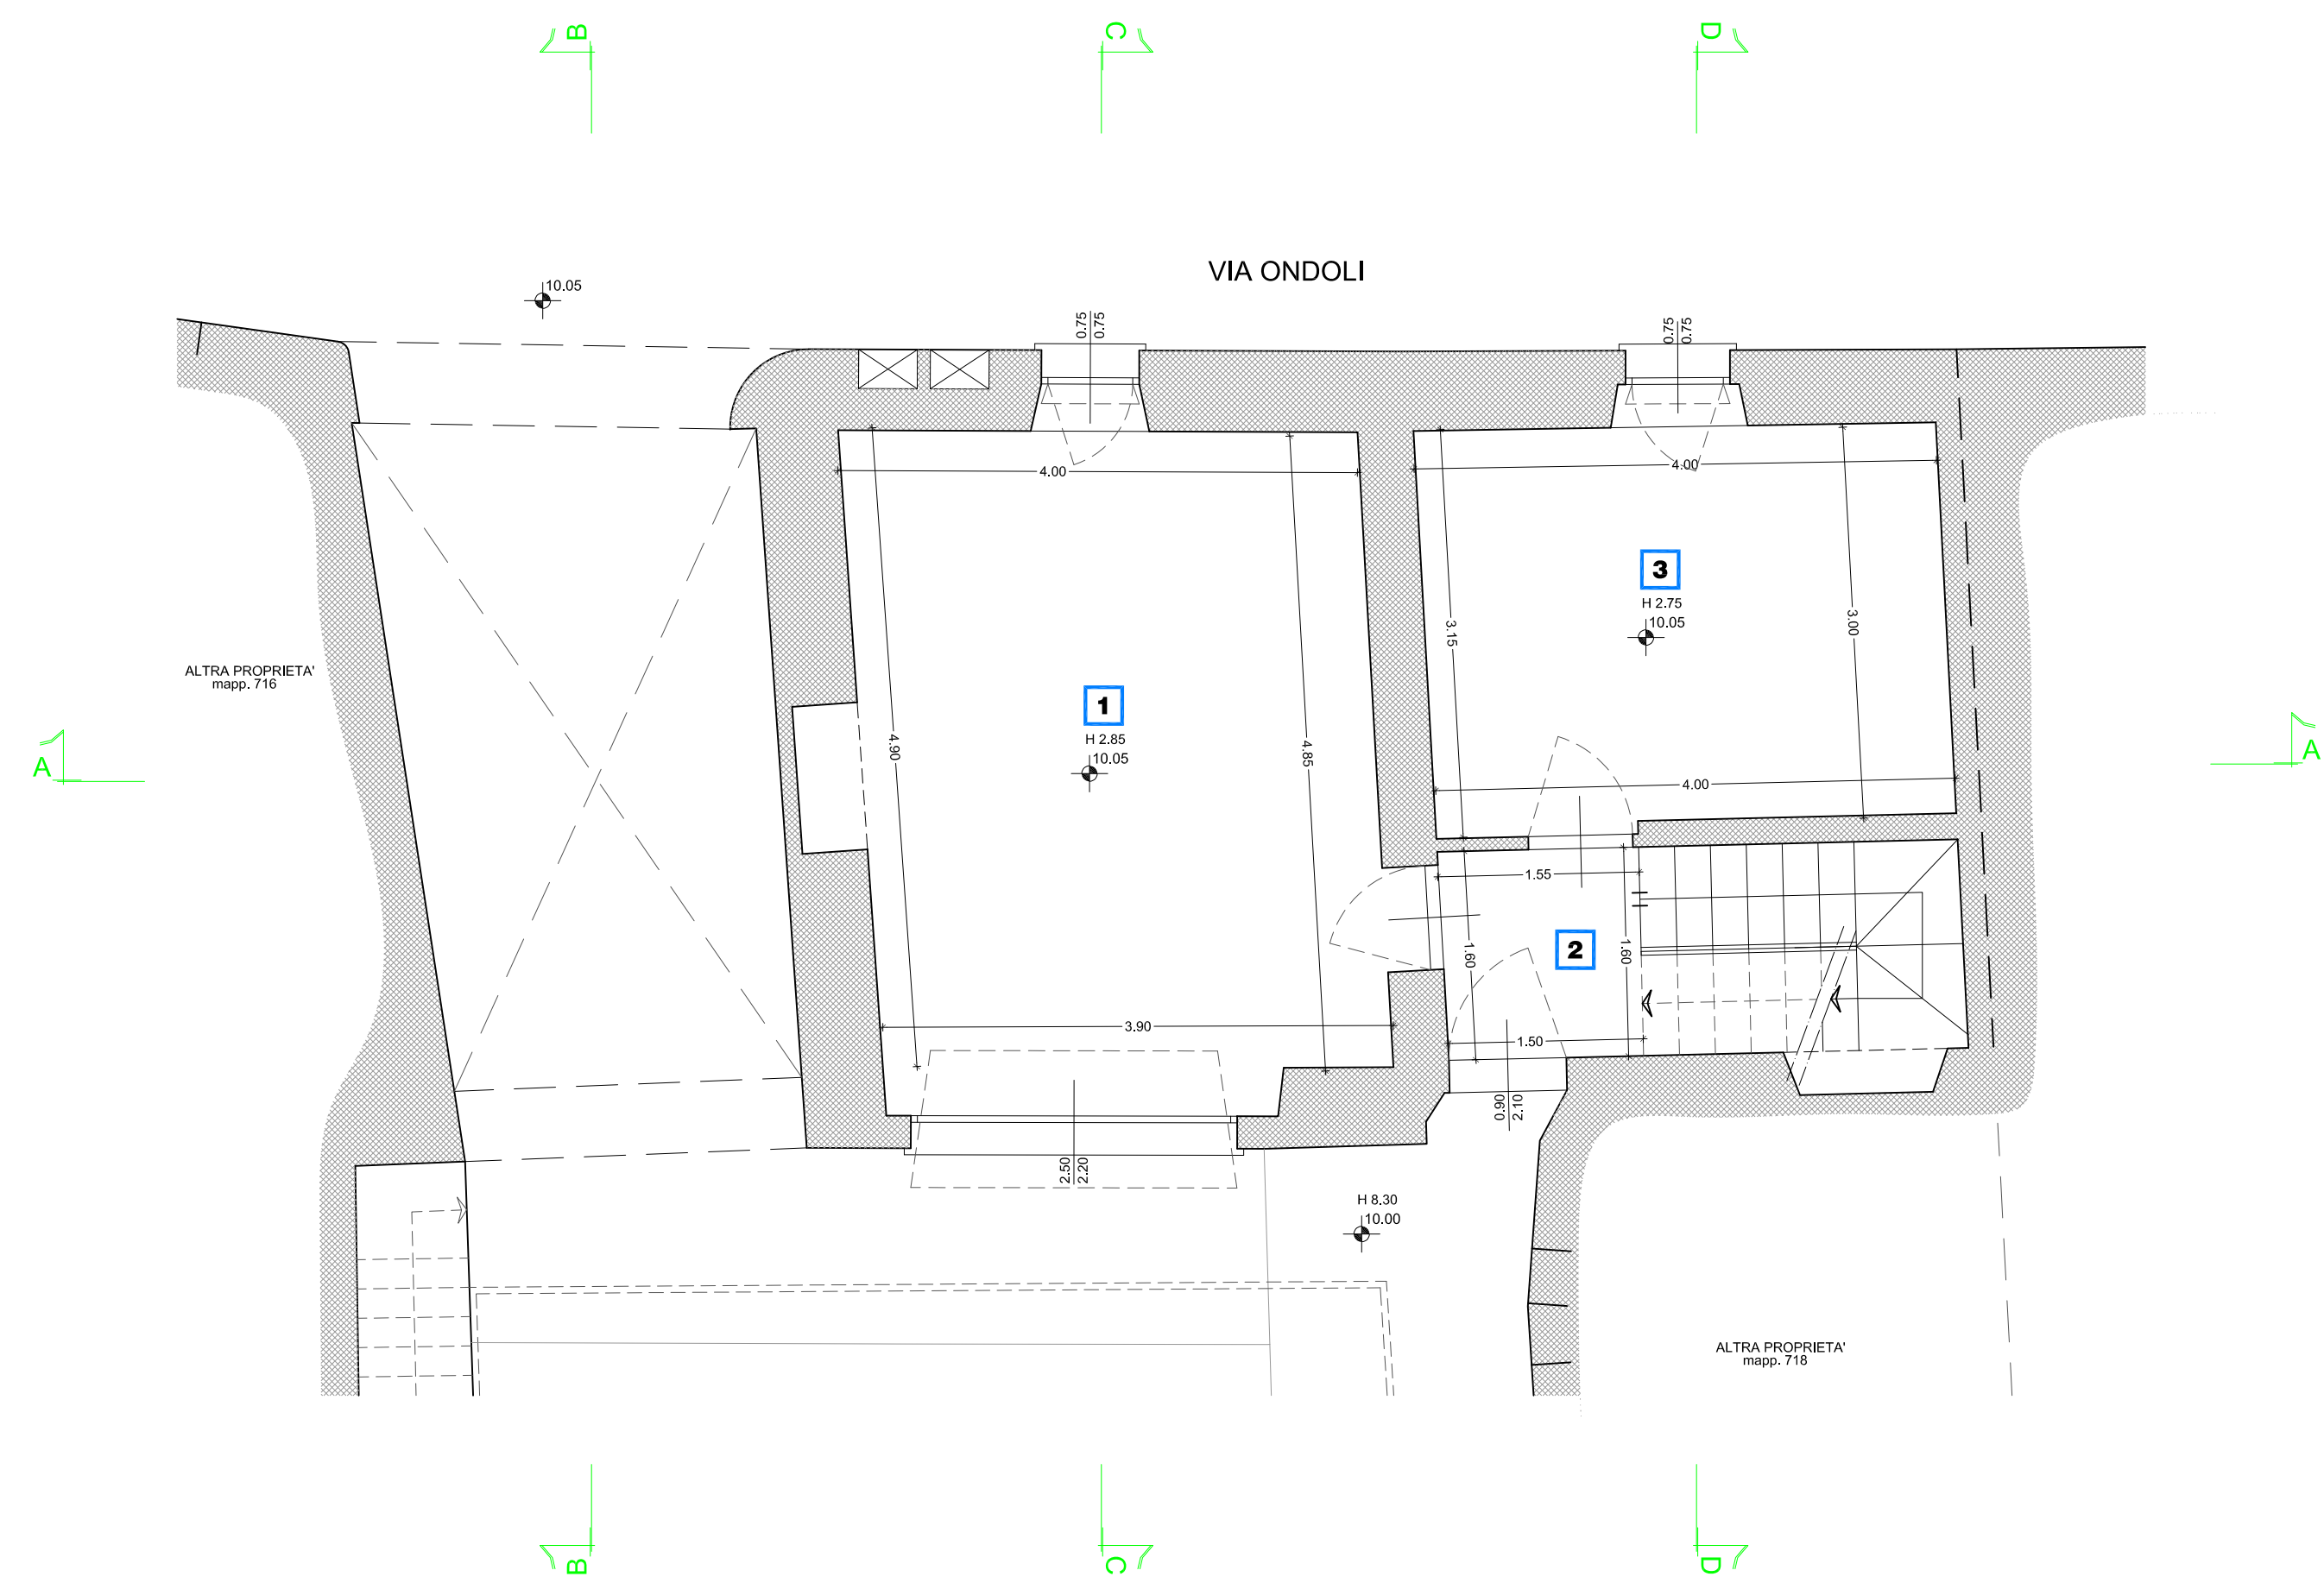 B
C
D
VIA ONDOLI
10.05
0.75
0.75
0.75
0.75
4.00
4.00
3
H 2.75
10.05
3.15
3.00
ALTRA PROPRIETA'
mapp. 716
1
H 2.85
10.05
4.90
4.85
A
A
4.00
1.55
2
1.60
1.60
3.90
1.50
0.90
2.10
2.50
2.20
H 8.30
10.00
ALTRA PROPRIETA'
mapp. 718
B
C
D